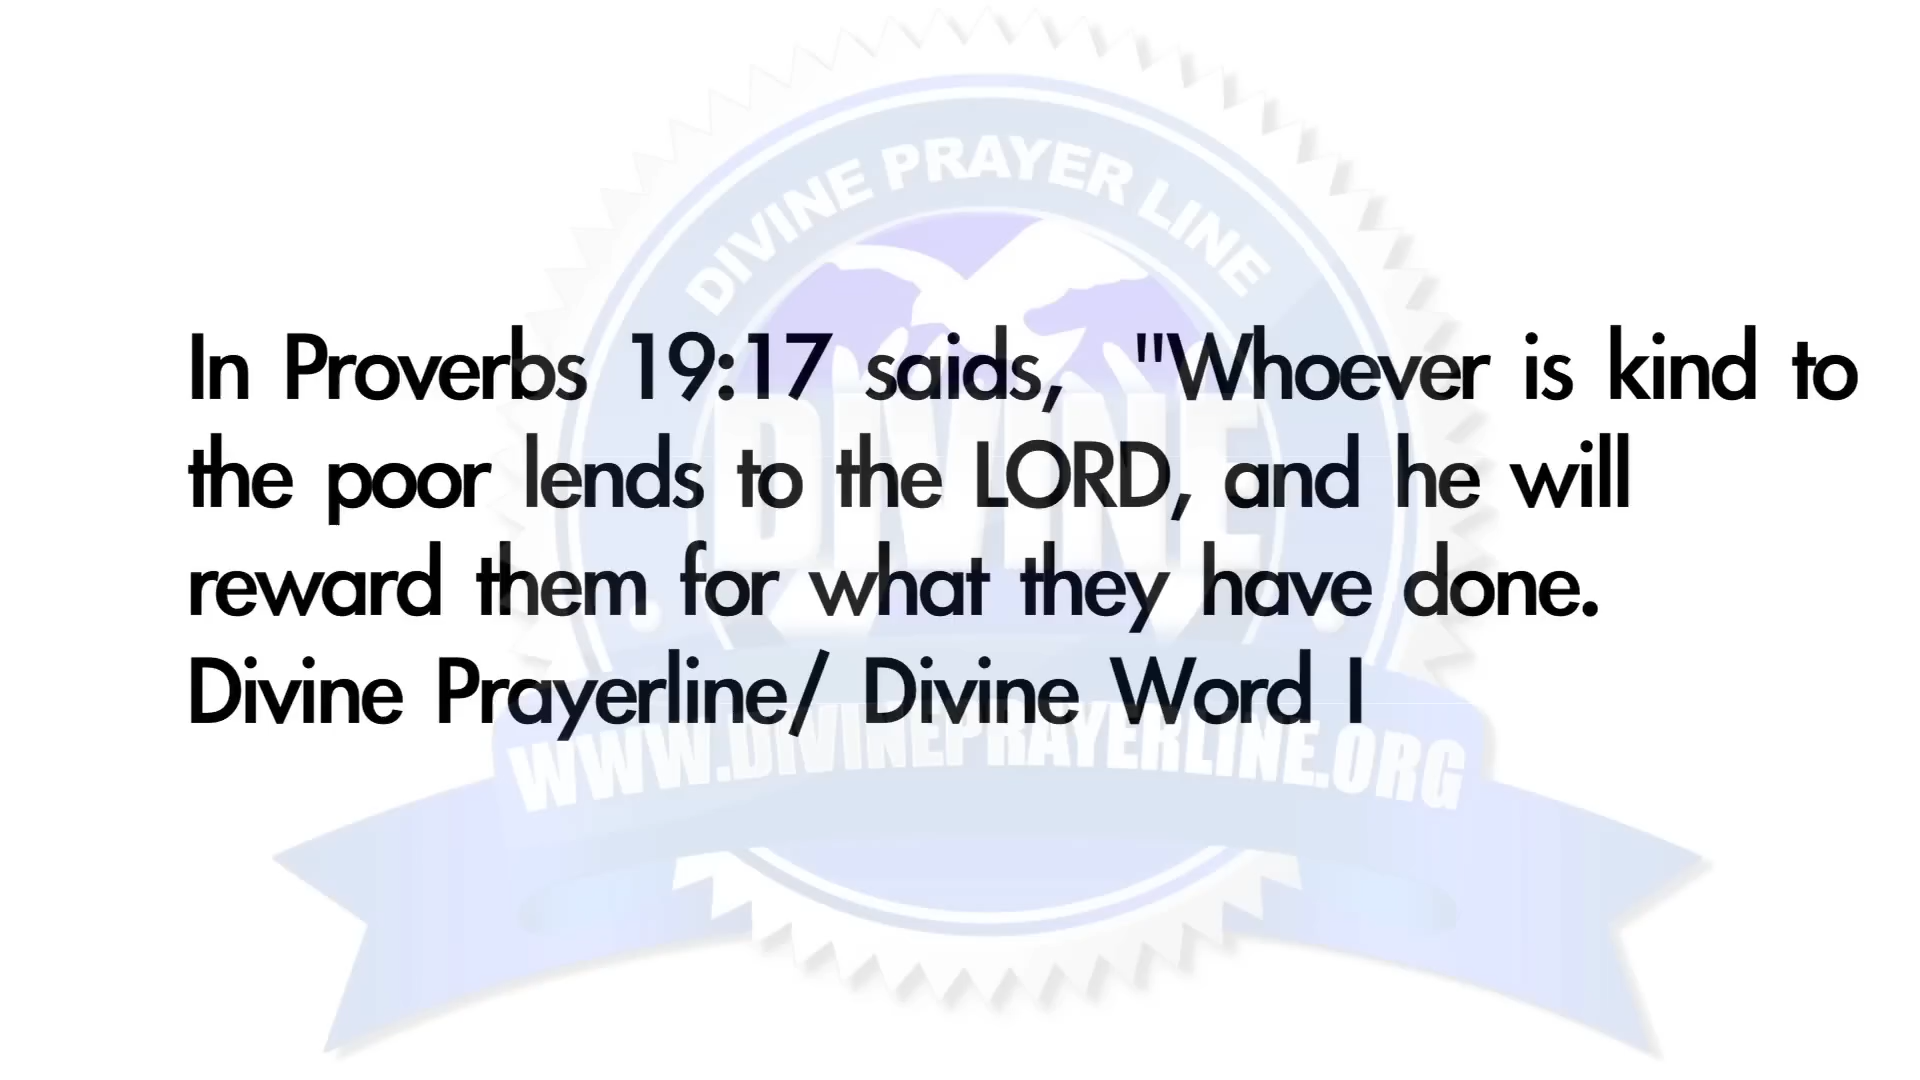 DIVINE PRAYER LINE
In Proverbs 19:17 saids,  "Whoever is kind to
the poor lends to the LORD, and he will
reward them for what they have done.
Divine Prayerline/ Divine Word I
DIVINE
WWW.DIVINEPRAYERLINE.ORG